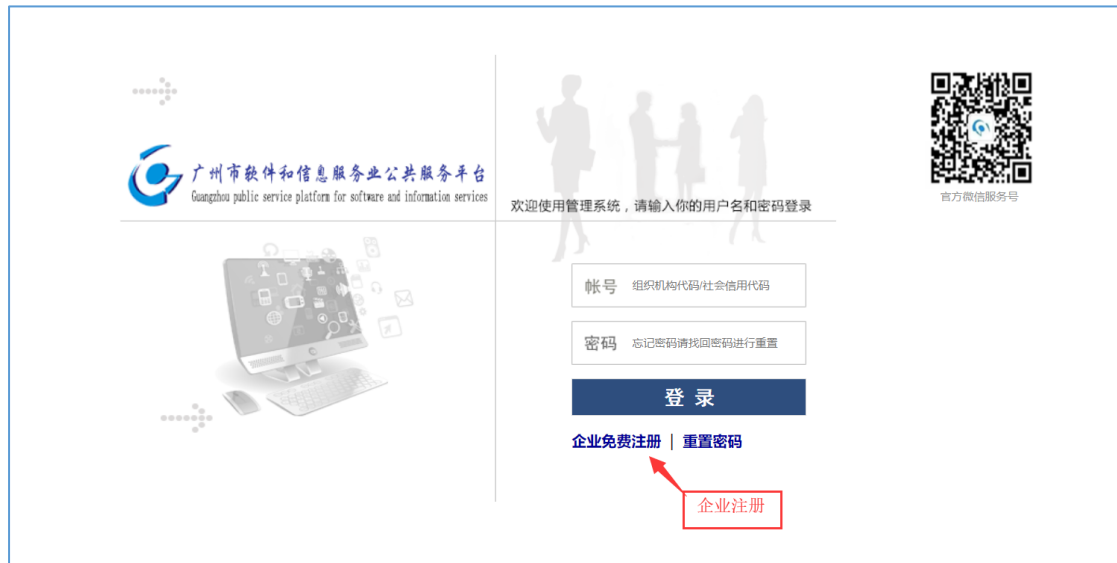 广州市软件和信息服务业公共服务平台
Guangzhou public service platform for software and information services
欢迎使用管理系统，请输入你的用户名和密码登录
官方微信服务号
帐号 组织机构代码/社会信用代码
密码 忘记密码请找回密码进行重置
登 录
企业免费注册 | 重置密码
企业注册